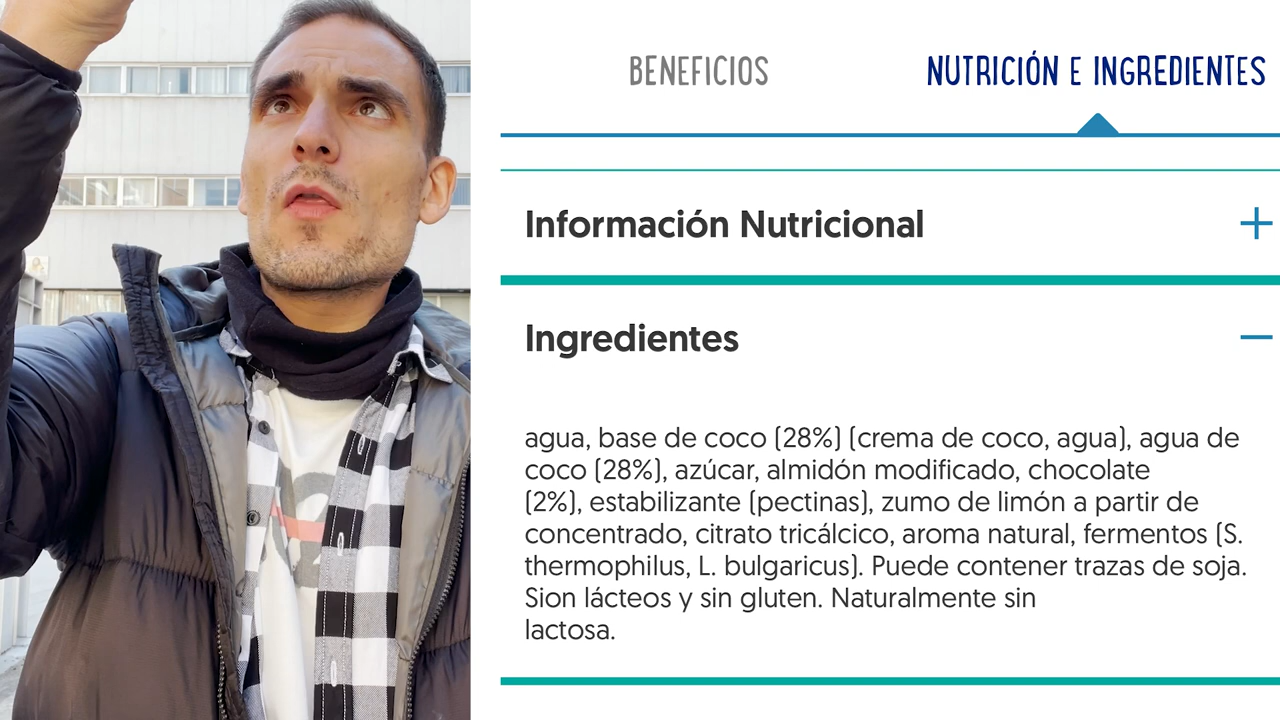 BENEFICIOS
NUTRICIÓN E INGREDIENTES
Información Nutricional
Ingredientes
agua, base de coco (28%) (crema de coco, agua), agua de
coco (28%), azúcar, almidón modificado, chocolate
(2%), estabilizante (pectinas), zumo de limón a partir de
concentrado, citrato tricálcico, aroma natural, fermentos (S.
thermophilus, L. bulgaricus). Puede contener trazas de soja.
Sion lácteos y sin gluten. Naturalmente sin
lactosa.